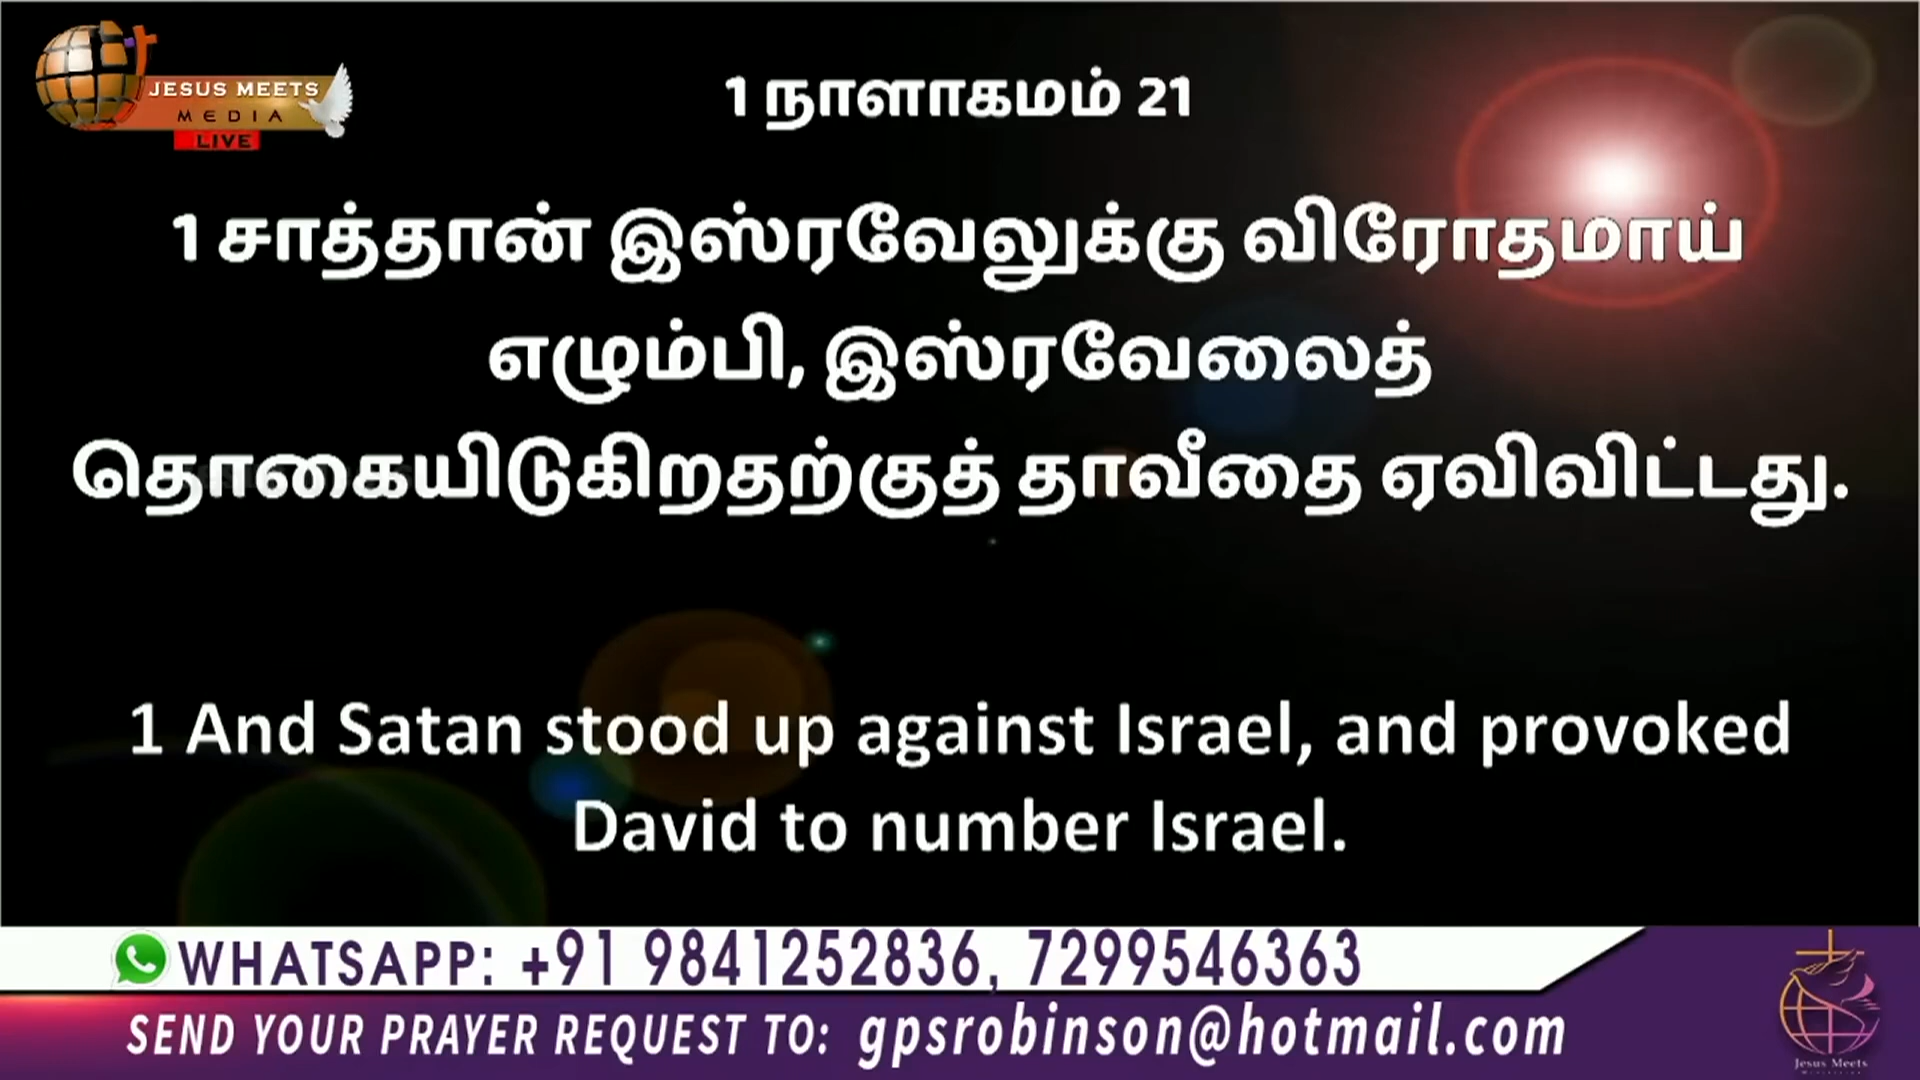 JESUS MEETS
MEDIA
LIVE
1 நாளாகமம் 21
1 சாத்தான் இஸ்ரவேலுக்கு விரோதமாய்
எழும்பி, இஸ்ரவேலைத்
தொகையிடுகிறதற்குத் தாவீதை ஏவிவிட்டது.
1 And Satan stood up against Israel, and provoked
David to number Israel.
WHATSAPP: +91 9841252836, 7299546363
SEND YOUR PRAYER REQUEST TO: gpsrobinson@hotmail.com
Jesus Meets